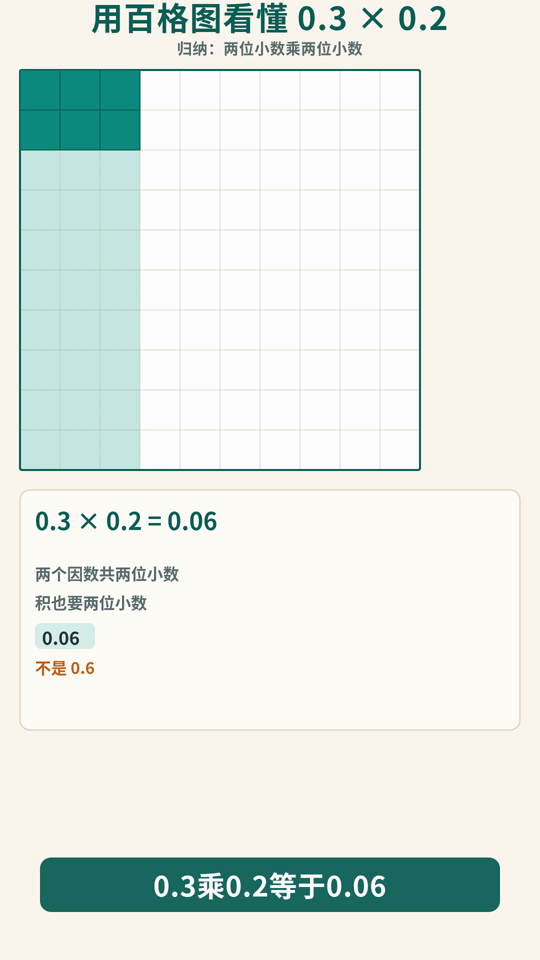 用百格图看懂 0.3 × 0.2
归纳：两位小数乘两位小数
0.3 × 0.2 = 0.06
两个因数共两位小数
积也要两位小数
0.06
不是 0.6
0.3乘0.2等于0.06